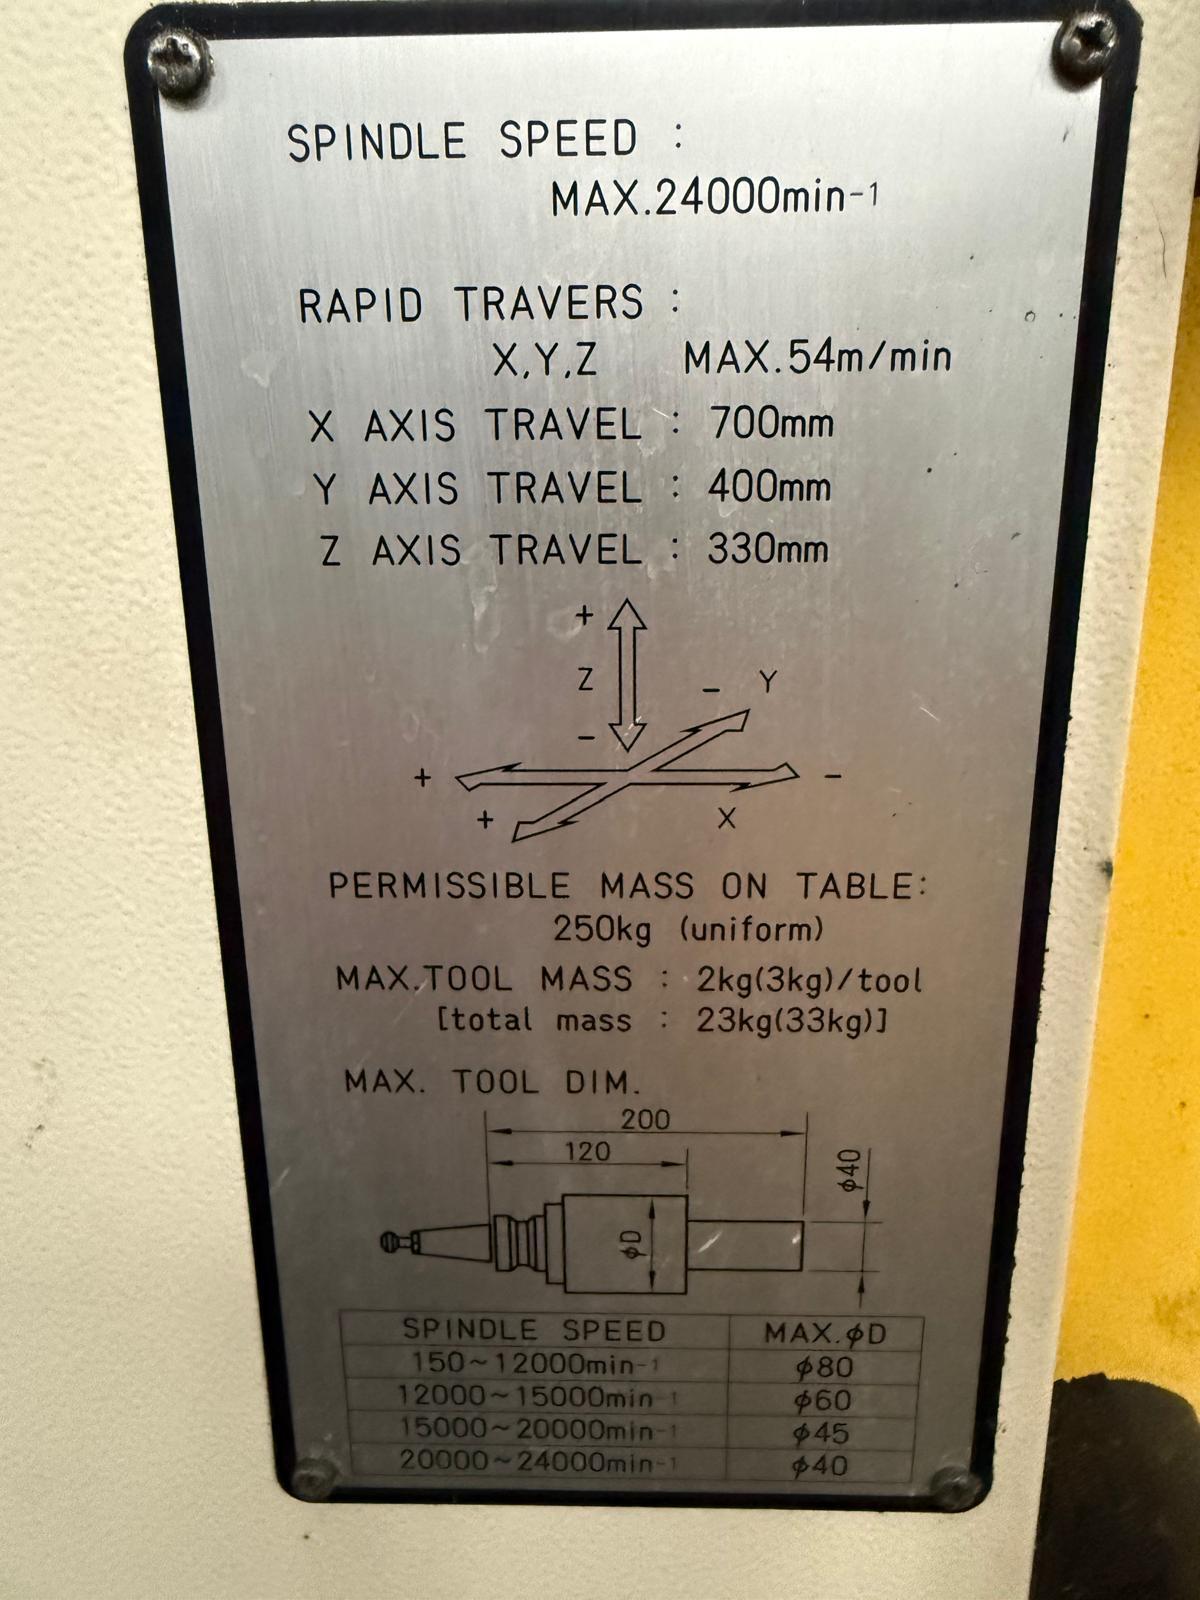 SPINDLE SPEED :
MAX.24000min-1
RAPID TRAVERS :
X,Y,Z MAX.54m/min
X AXIS TRAVEL : 700mm
Y AXIS TRAVEL : 400mm
Z AXIS TRAVEL : 330mm
+
Z
- Y
-
+ -
+ X
PERMISSIBLE MASS ON TABLE:
250kg (uniform)
MAX.TOOL MASS : 2kg(3kg)/tool
[total mass : 23kg(33kg)]
MAX. TOOL DIM.
200
120
φ40
φD
SPINDLE SPEED MAX.φD
150~12000min-1 φ80
12000~15000min-1 φ60
15000~20000min-1 φ45
20000~24000min-1 φ40